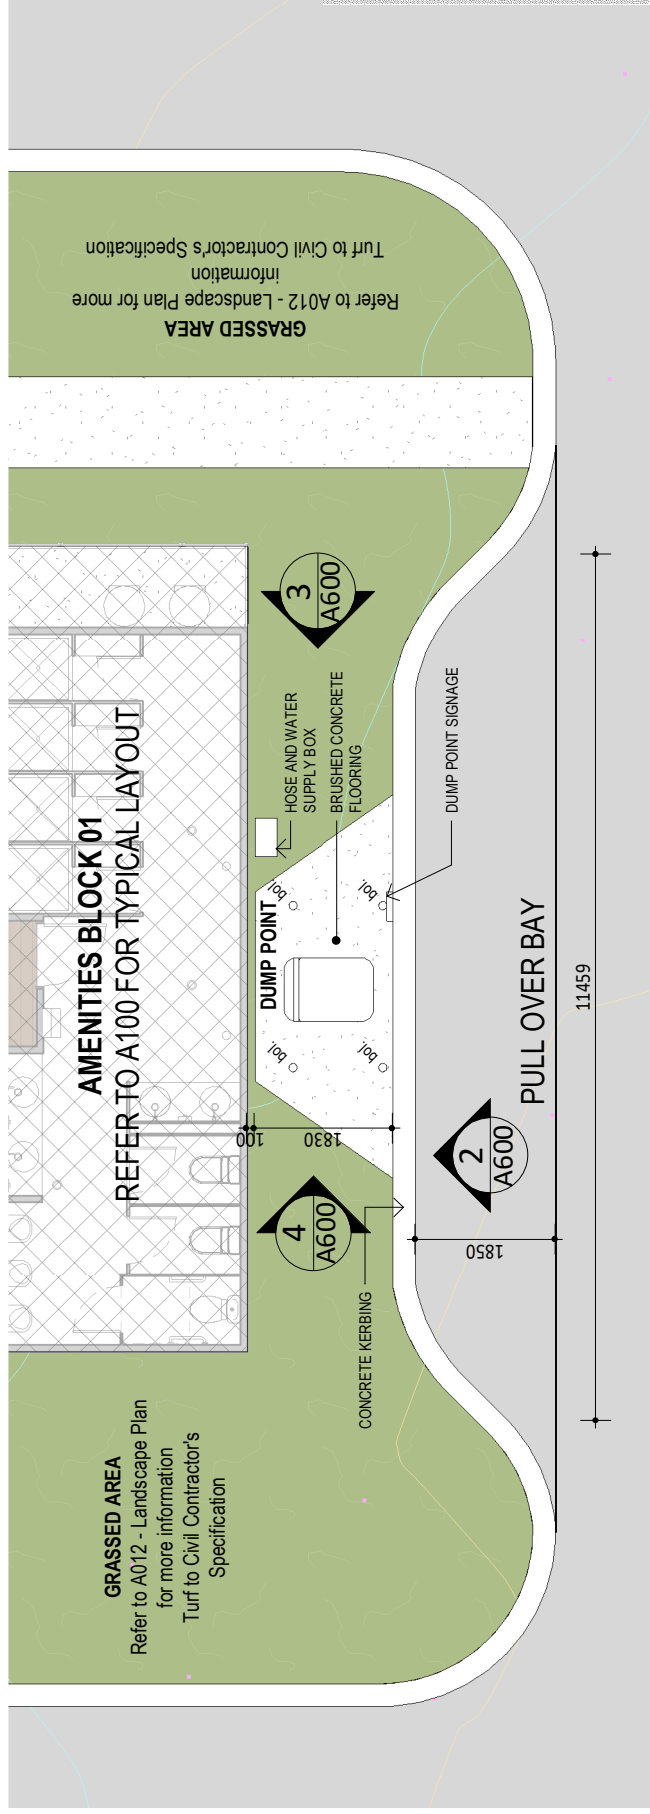 AMENITIES BLOCK 01
REFER TO A100 FOR TYPICAL LAYOUT
GRASSED AREA
Refer to A012 - Landscape Plan
for more information
Turf to Civil Contractor's
Specification
GRASSED AREA
Refer to A012 - Landscape Plan for more
information
Turf to Civil Contractor's Specification
DUMP POINT
bol.
bol.
bol.
bol.
HOSE AND WATER
SUPPLY BOX
BRUSHED CONCRETE
FLOORING
DUMP POINT SIGNAGE
CONCRETE KERBING
PULL OVER BAY
4
A600
3
A600
2
A600
100
1830
1850
11459